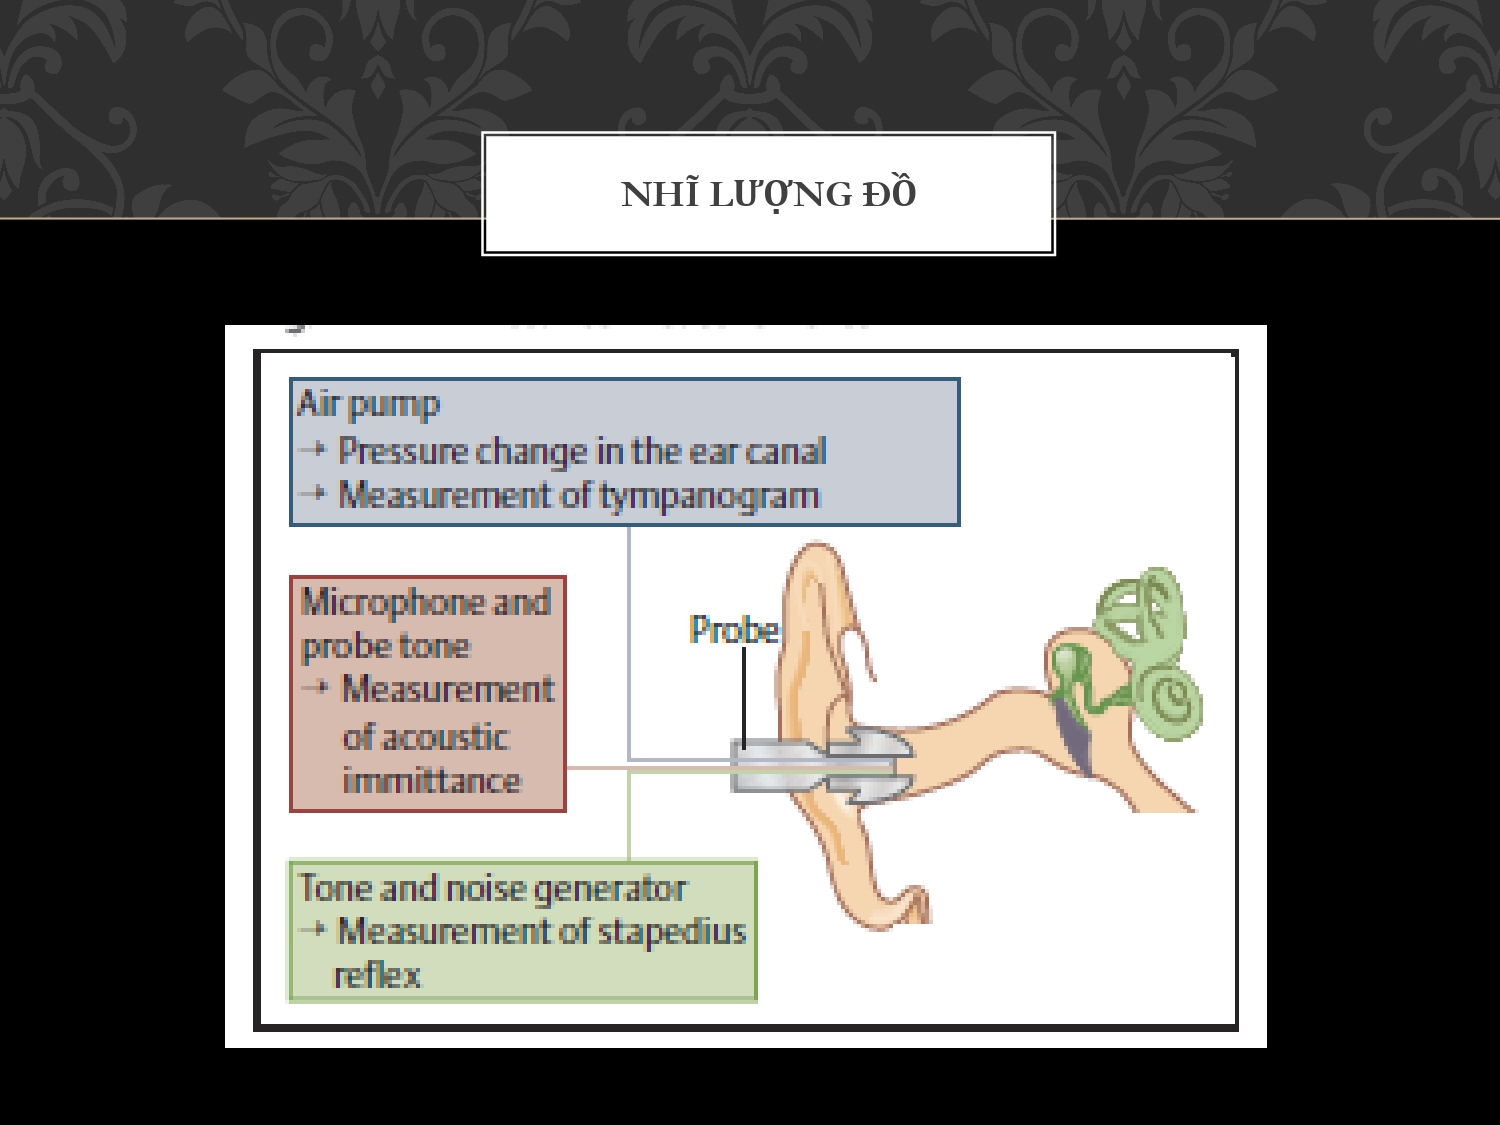 NHĨ LƯỢNG ĐỒ
Air pump
→ Pressure change in the ear canal
→ Measurement of tympanogram
Microphone and
probe tone
→ Measurement
of acoustic
immittance
Probe
Tone and noise generator
→ Measurement of stapedius
reflex